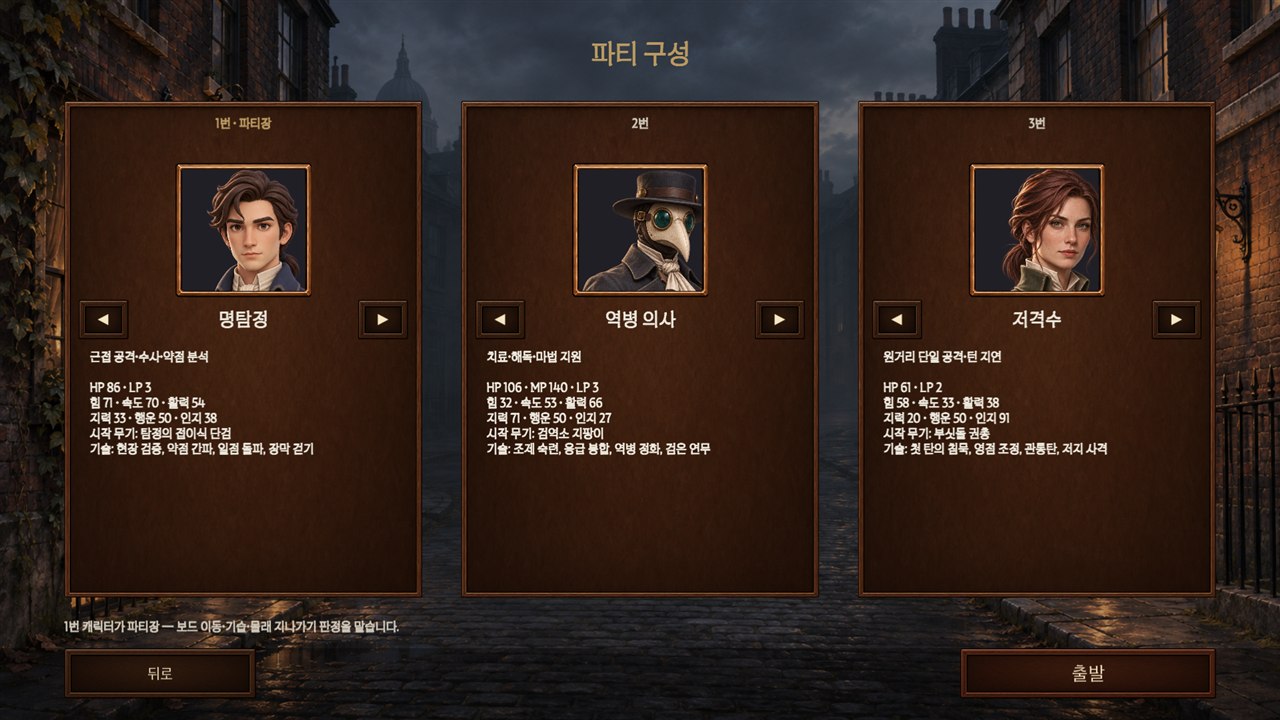 파티 구성
1번 · 파티장
명탐정
근접 공격·수사·약점 분석
HP 86 · LP 3
힘 71 · 속도 70 · 활력 54
지력 33 · 행운 50 · 인지 38
시작 무기: 탐정의 접이식 단검
기술: 현장 검증, 약점 간파, 일점 돌파, 장막 걷기
2번
역병 의사
치료·해독·마법 지원
HP 106 · MP 140 · LP 3
힘 32 · 속도 53 · 활력 66
지력 71 · 행운 50 · 인지 27
시작 무기: 검역소 지팡이
기술: 조제 숙련, 응급 봉합, 역병 정화, 검은 연무
3번
저격수
원거리 단일 공격·턴 지연
HP 61 · LP 2
힘 58 · 속도 33 · 활력 38
지력 20 · 행운 50 · 인지 91
시작 무기: 부싯돌 권총
기술: 첫 탄의 침묵, 영점 조정, 관통탄, 저지 사격
1번 캐릭터가 파티장 — 보드 이동·기습·몰래 지나가기 판정을 맡습니다.
뒤로
출발